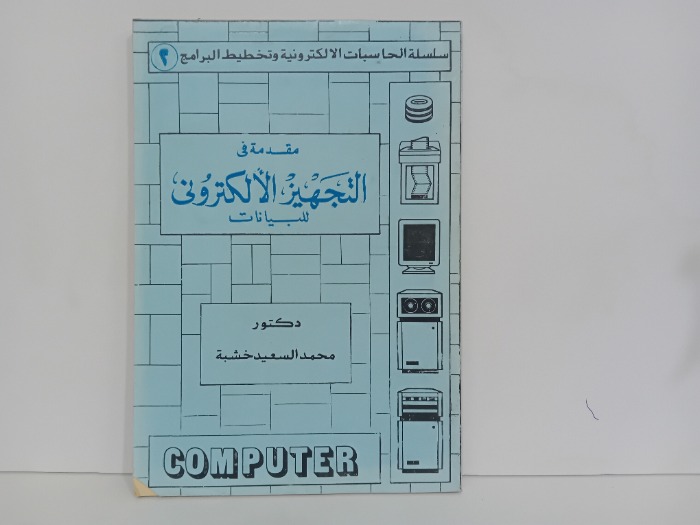 سلسلة الحاسبات الالكترونية وتخطيط البرامج ٢
مقدمة فى
التجهيز الألكترونى
للبيانات
دكتور
محمد السعيد خشبة
COMPUTER